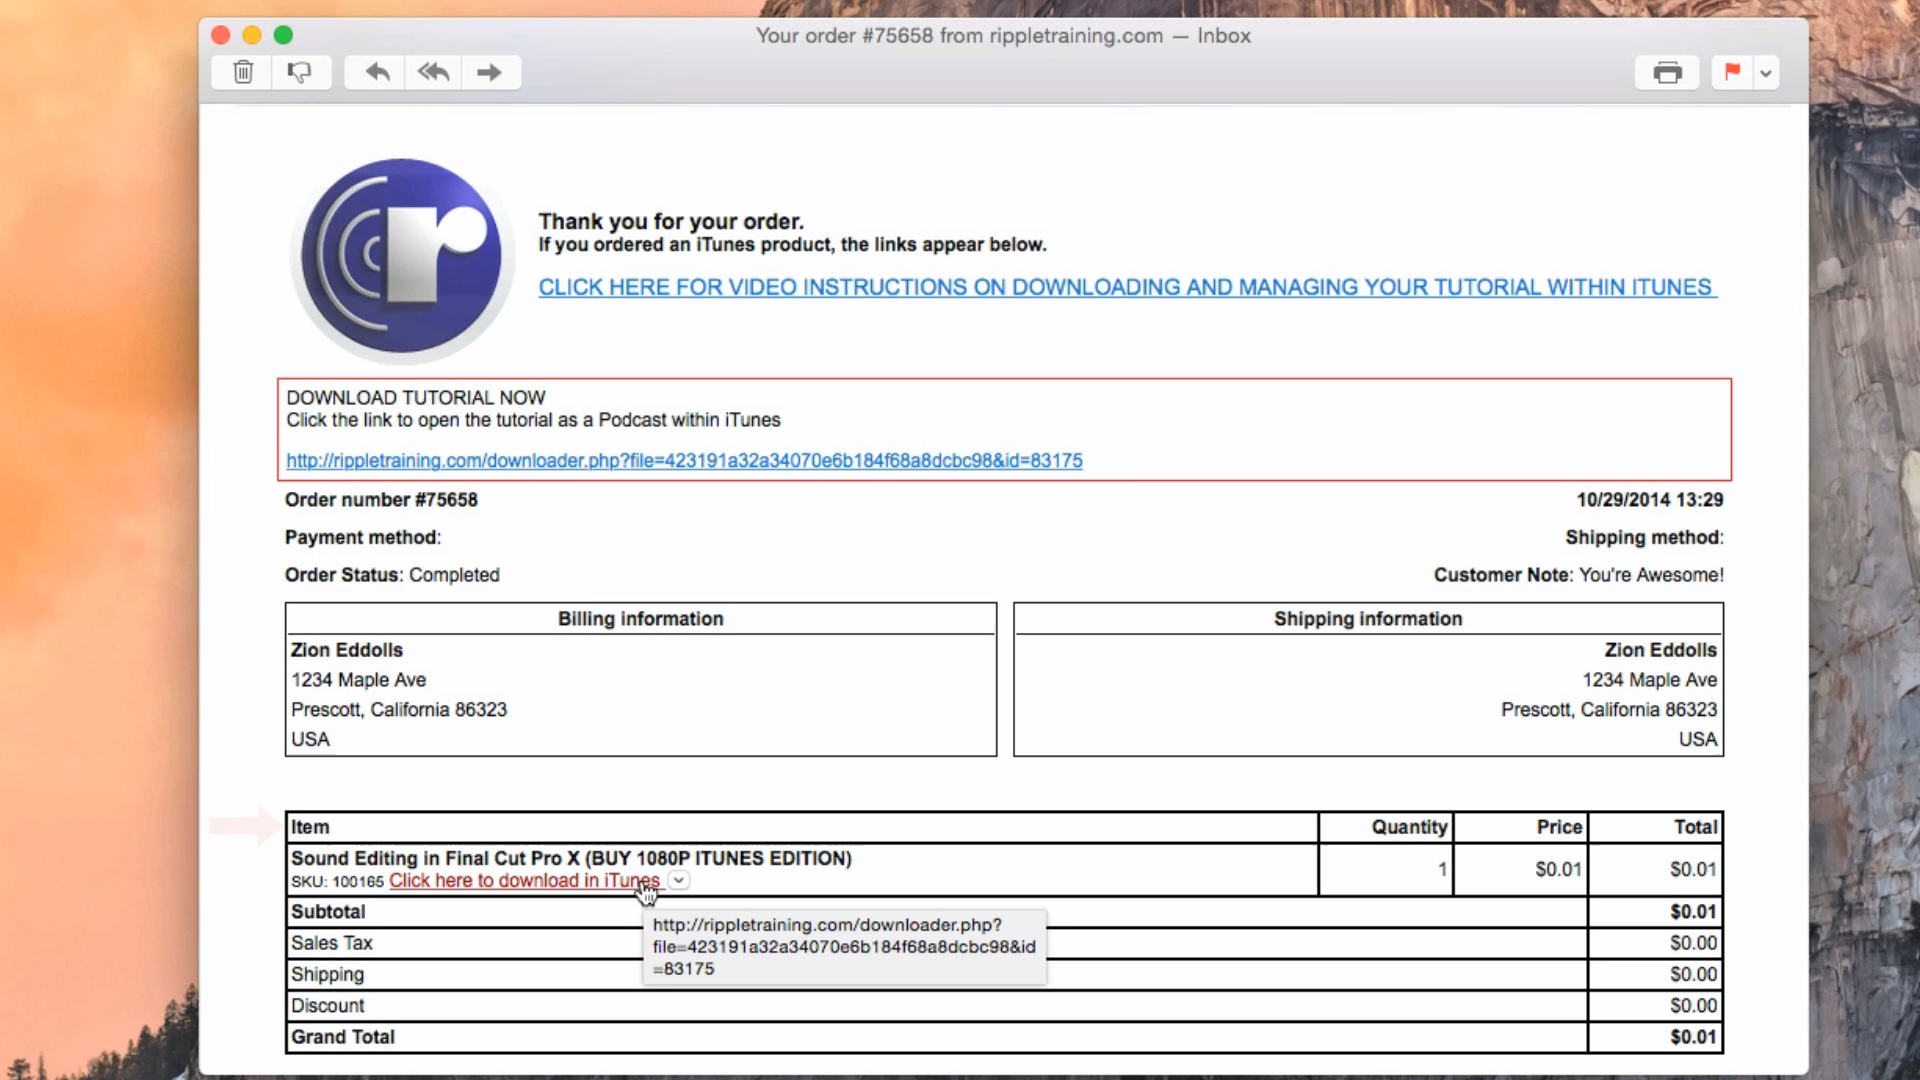 Your order #75658 from rippletraining.com — Inbox
Thank you for your order.
If you ordered an iTunes product, the links appear below.
CLICK HERE FOR VIDEO INSTRUCTIONS ON DOWNLOADING AND MANAGING YOUR TUTORIAL WITHIN ITUNES
DOWNLOAD TUTORIAL NOW
Click the link to open the tutorial as a Podcast within iTunes
http://rippletraining.com/downloader.php?file=423191a32a34070e6b184f68a8dcbc98&id=83175
Order number #75658 10/29/2014 13:29
Payment method: Shipping method:
Order Status: Completed Customer Note: You're Awesome!
Billing information
Zion Eddolls
1234 Maple Ave
Prescott, California 86323
USA
Shipping information
Zion Eddolls
1234 Maple Ave
Prescott, California 86323
USA
Item Quantity Price Total
Sound Editing in Final Cut Pro X (BUY 1080P ITUNES EDITION)
SKU: 100165 Click here to download in iTunes 1 $0.01 $0.01
http://rippletraining.com/downloader.php?
file=423191a32a34070e6b184f68a8dcbc98&id
=83175
Subtotal $0.01
Sales Tax $0.00
Shipping $0.00
Discount $0.00
Grand Total $0.01